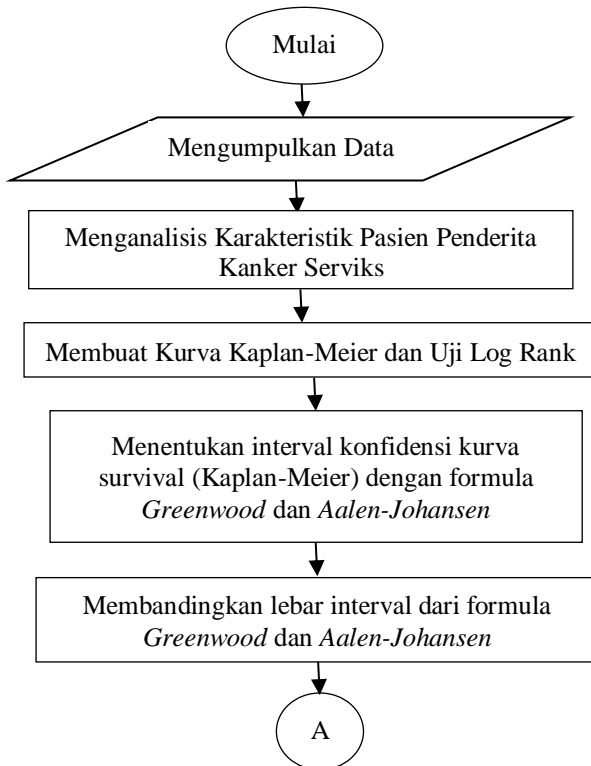 Mulai
Mengumpulkan Data
Menganalisis Karakteristik Pasien Penderita
Kanker Serviks
Membuat Kurva Kaplan-Meier dan Uji Log Rank
Menentukan interval konfidensi kurva
survival (Kaplan-Meier) dengan formula
Greenwood dan Aalen-Johansen
Membandingkan lebar interval dari formula
Greenwood dan Aalen-Johansen
A